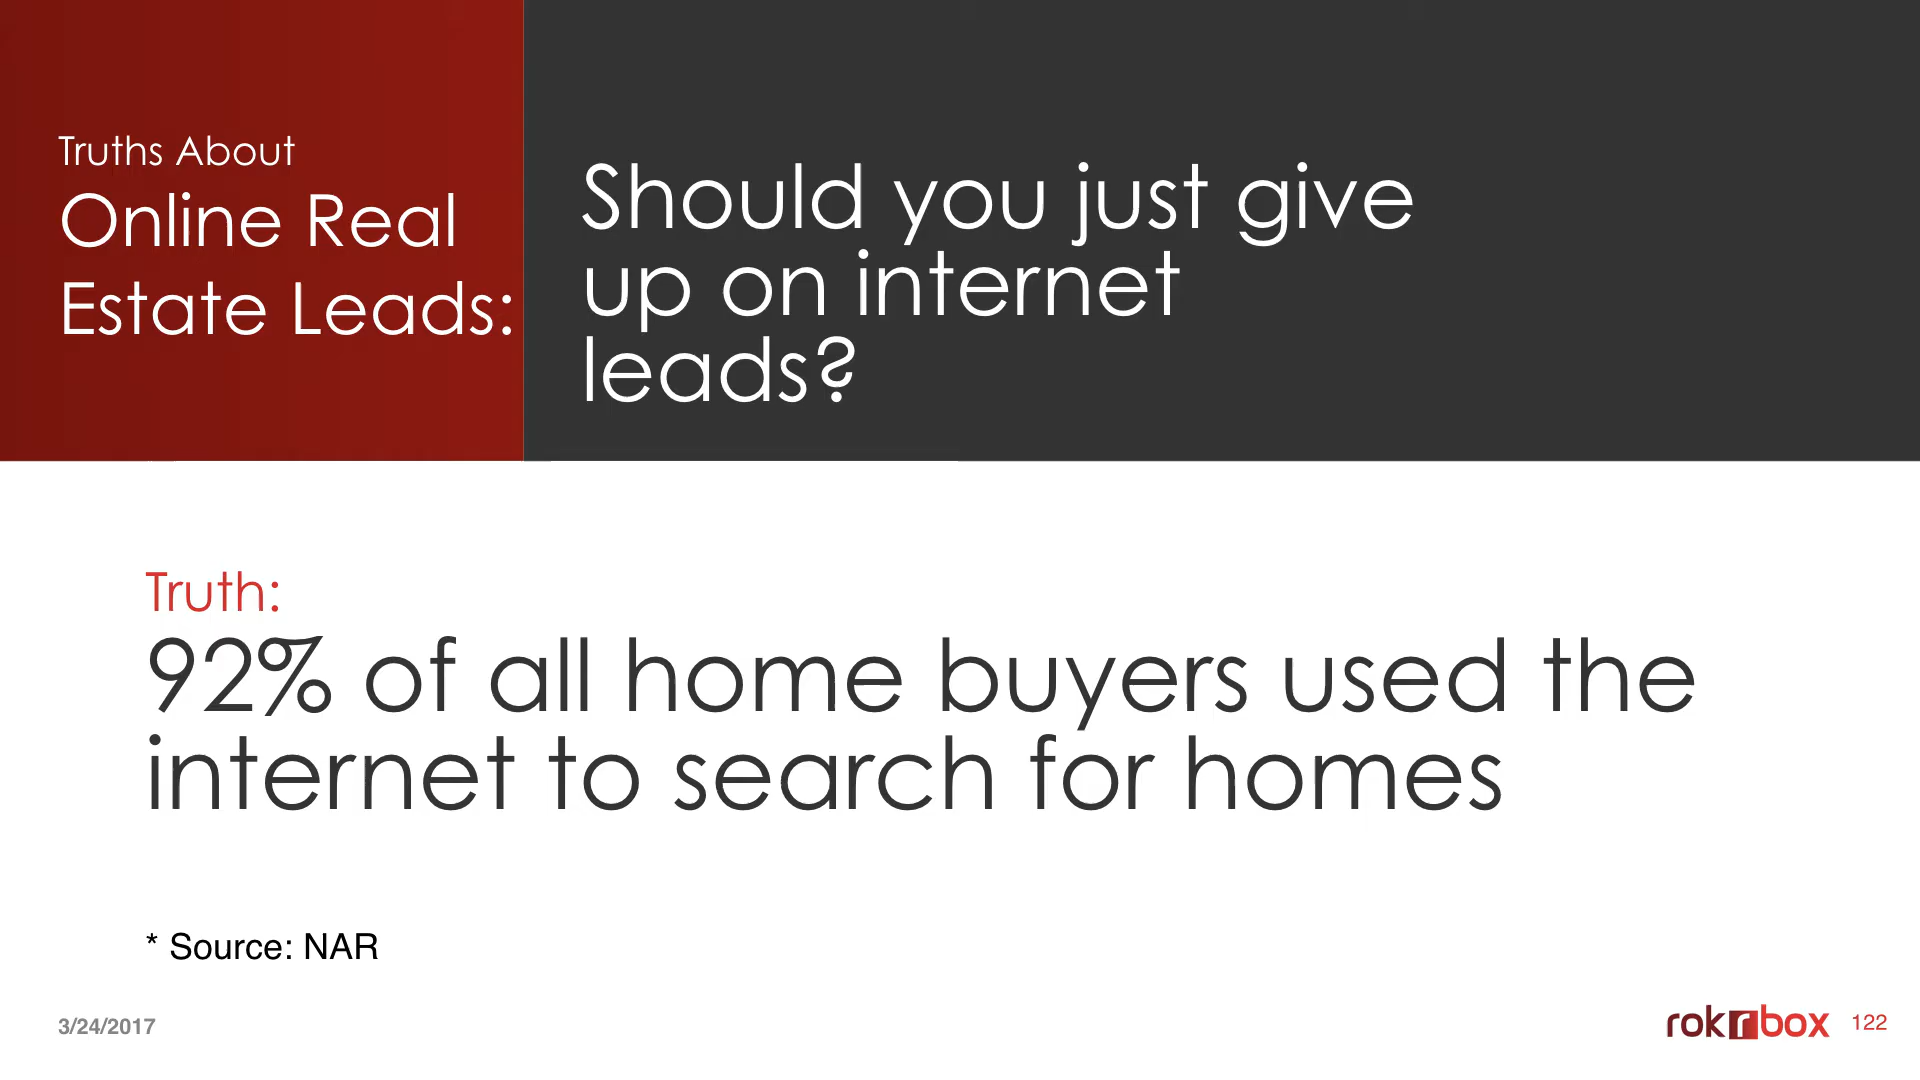 Truths About
Online Real
Estate Leads:
Should you just give
up on internet
leads?
Truth:
92% of all home buyers used the
internet to search for homes
* Source: NAR
3/24/2017
rokrbox 122